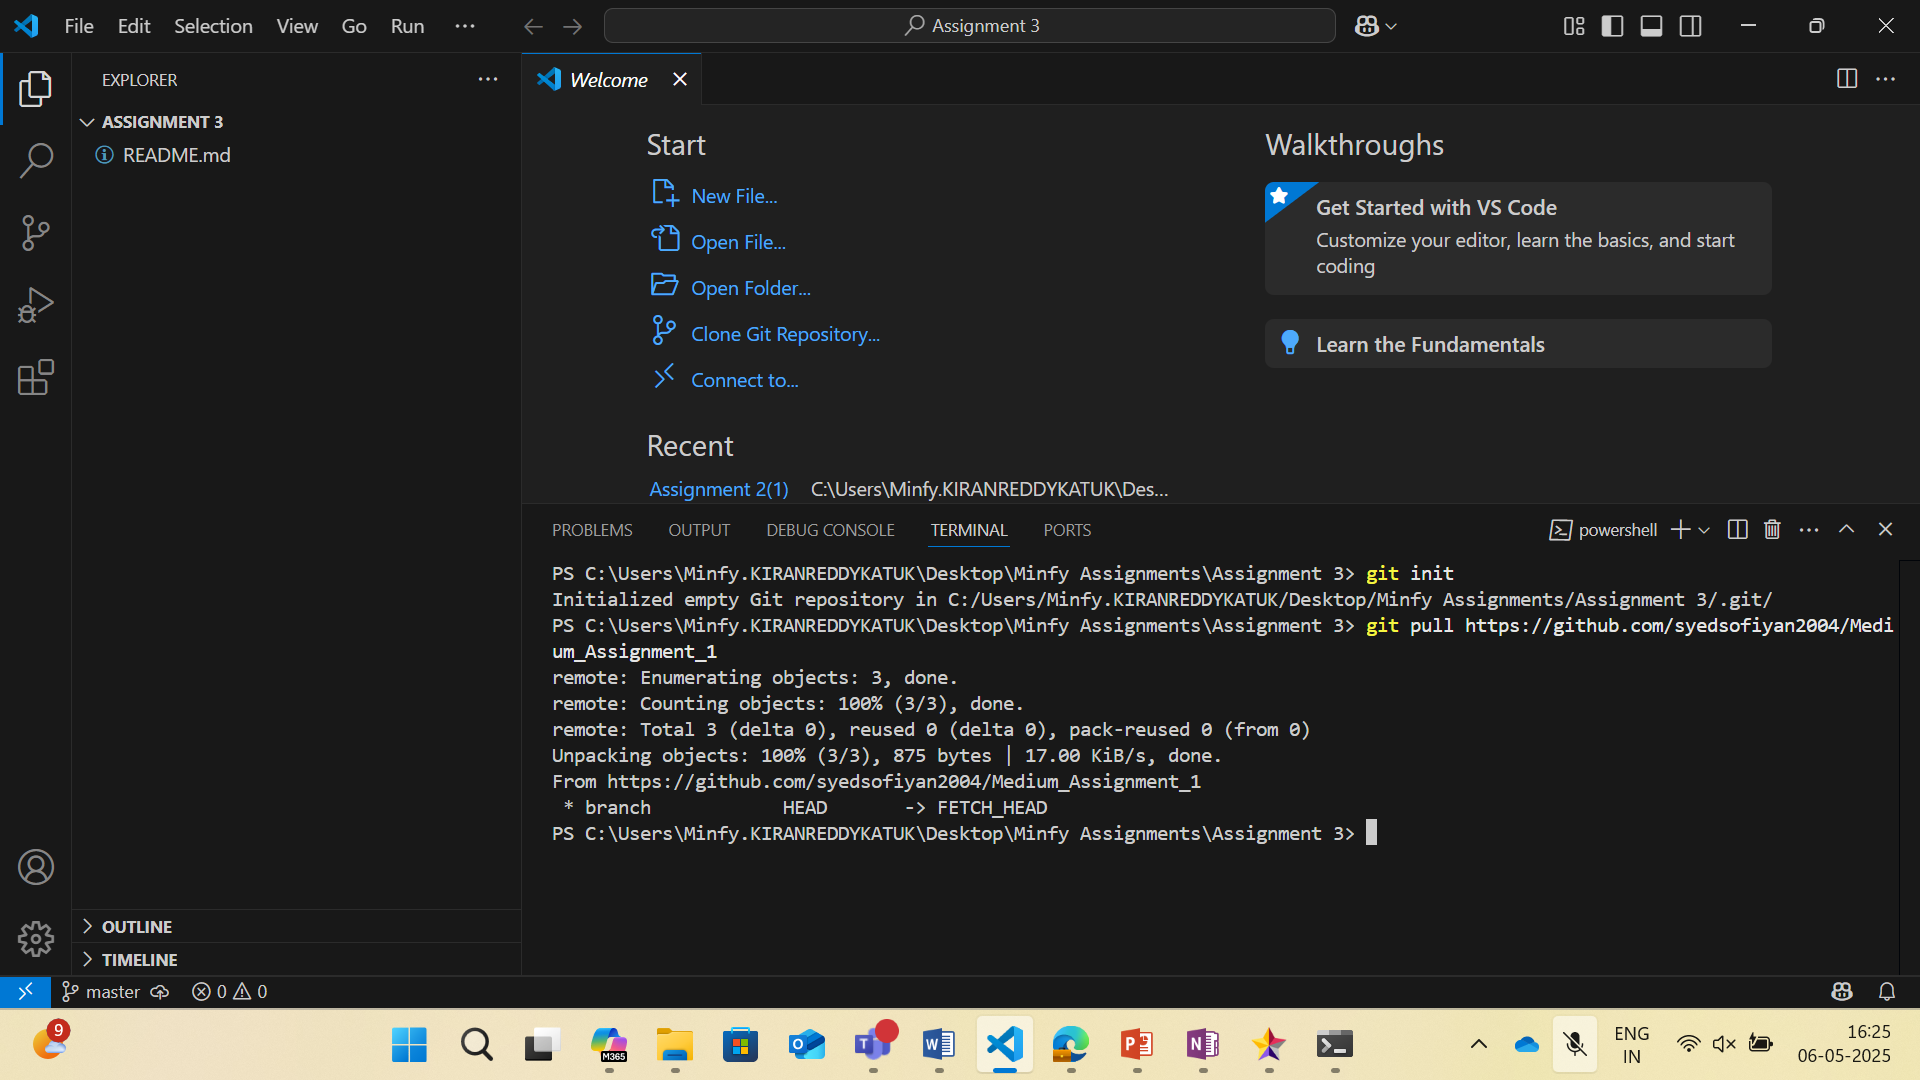 File Edit Selection View Go Run ...
Assignment 3
EXPLORER
ASSIGNMENT 3
README.md
OUTLINE
TIMELINE
Welcome
Start
New File...
Open File...
Open Folder...
Clone Git Repository...
Connect to...
Recent
Assignment 2(1) C:\Users\Minfy.KIRANREDDYKATUK\Des...
Walkthroughs
Get Started with VS Code
Customize your editor, learn the basics, and start
coding
Learn the Fundamentals
PROBLEMS OUTPUT DEBUG CONSOLE TERMINAL PORTS
powershell
PS C:\Users\Minfy.KIRANREDDYKATUK\Desktop\Minfy Assignments\Assignment 3> git init
Initialized empty Git repository in C:/Users/Minfy.KIRANREDDYKATUK/Desktop/Minfy Assignments/Assignment 3/.git/
PS C:\Users\Minfy.KIRANREDDYKATUK\Desktop\Minfy Assignments\Assignment 3> git pull https://github.com/syedsofiyan2004/Medi
um_Assignment_1
remote: Enumerating objects: 3, done.
remote: Counting objects: 100% (3/3), done.
remote: Total 3 (delta 0), reused 0 (delta 0), pack-reused 0 (from 0)
Unpacking objects: 100% (3/3), 875 bytes | 17.00 KiB/s, done.
From https://github.com/syedsofiyan2004/Medium_Assignment_1
 * branch            HEAD       -> FETCH_HEAD
PS C:\Users\Minfy.KIRANREDDYKATUK\Desktop\Minfy Assignments\Assignment 3>
master 0 0
9
M365
ENG
IN
16:25
06-05-2025